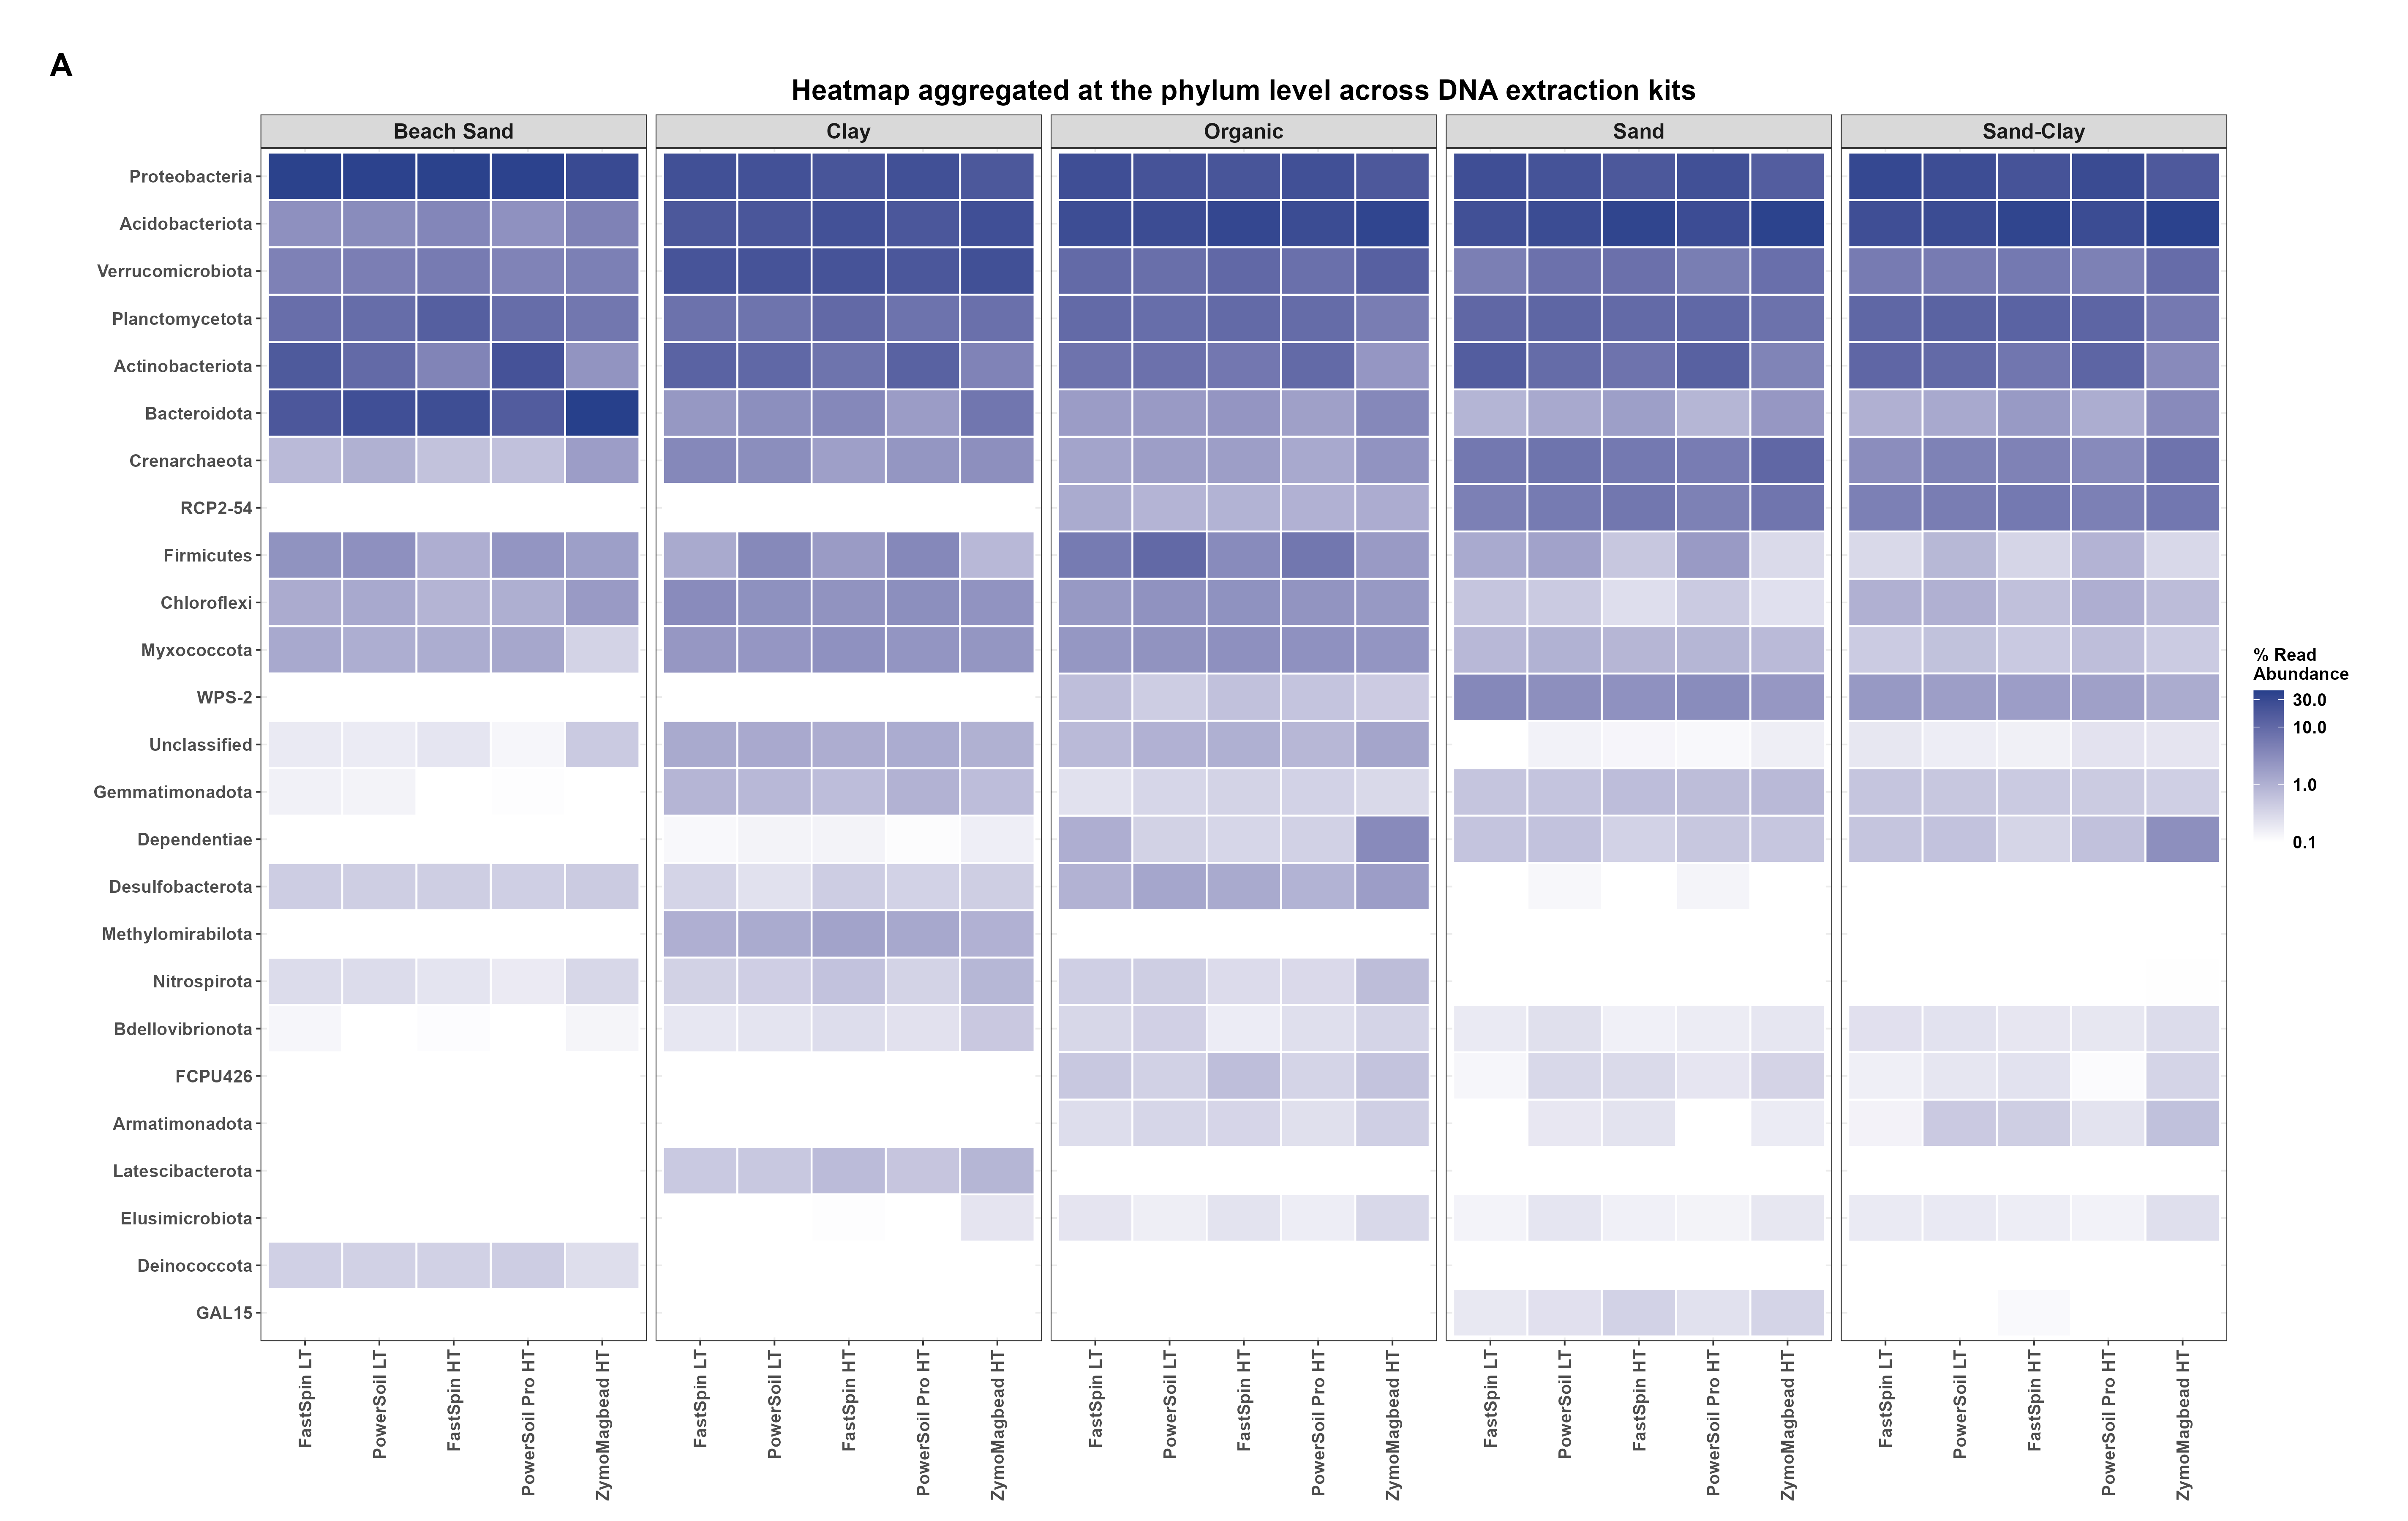 A
Heatmap aggregated at the phylum level across DNA extraction kits
Beach Sand
Clay
Organic
Sand
Sand-Clay
Proteobacteria
Acidobacteriota
Verrucomicrobiota
Planctomycetota
Actinobacteriota
Bacteroidota
Crenarchaeota
RCP2-54
Firmicutes
Chloroflexi
Myxococcota
WPS-2
Unclassified
Gemmatimonadota
Dependentiae
Desulfobacterota
Methylomirabilota
Nitrospirota
Bdellovibrionota
FCPU426
Armatimonadota
Latescibacterota
Elusimicrobiota
Deinococcota
GAL15
% Read
Abundance
30.0
10.0
1.0
0.1
FastSpin LT
PowerSoil LT
FastSpin HT
PowerSoil Pro HT
ZymoMagbead HT
FastSpin LT
PowerSoil LT
FastSpin HT
PowerSoil Pro HT
ZymoMagbead HT
FastSpin LT
PowerSoil LT
FastSpin HT
PowerSoil Pro HT
ZymoMagbead HT
FastSpin LT
PowerSoil LT
FastSpin HT
PowerSoil Pro HT
ZymoMagbead HT
FastSpin LT
PowerSoil LT
FastSpin HT
PowerSoil Pro HT
ZymoMagbead HT